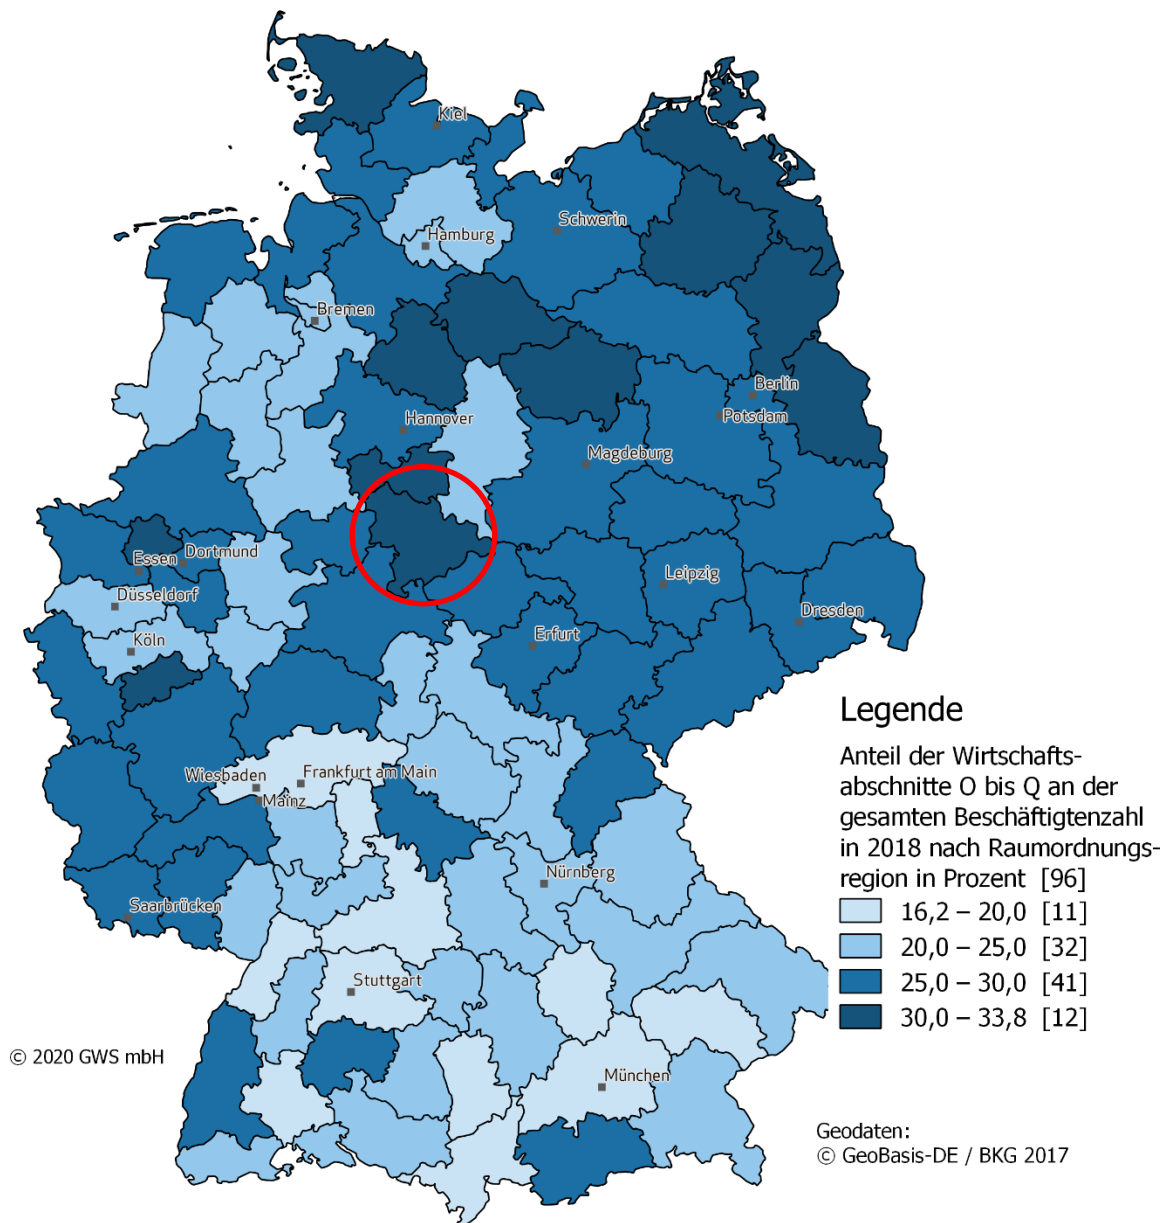 Kiel
Schwerin
Hamburg
Bremen
Berlin
Potsdam
Hannover
Magdeburg
Essen
Dortmund
Leipzig
Düsseldorf
Dresden
Köln
Erfurt
Wiesbaden
Frankfurt am Main
Mainz
Nürnberg
Saarbrücken
Stuttgart
München
Legende
Anteil der Wirtschafts-
abschnitte O bis Q an der
gesamten Beschäftigtenzahl
in 2018 nach Raumordnungs-
region in Prozent [96]
16,2 – 20,0 [11]
20,0 – 25,0 [32]
25,0 – 30,0 [41]
30,0 – 33,8 [12]
© 2020 GWS mbH
Geodaten:
© GeoBasis-DE / BKG 2017